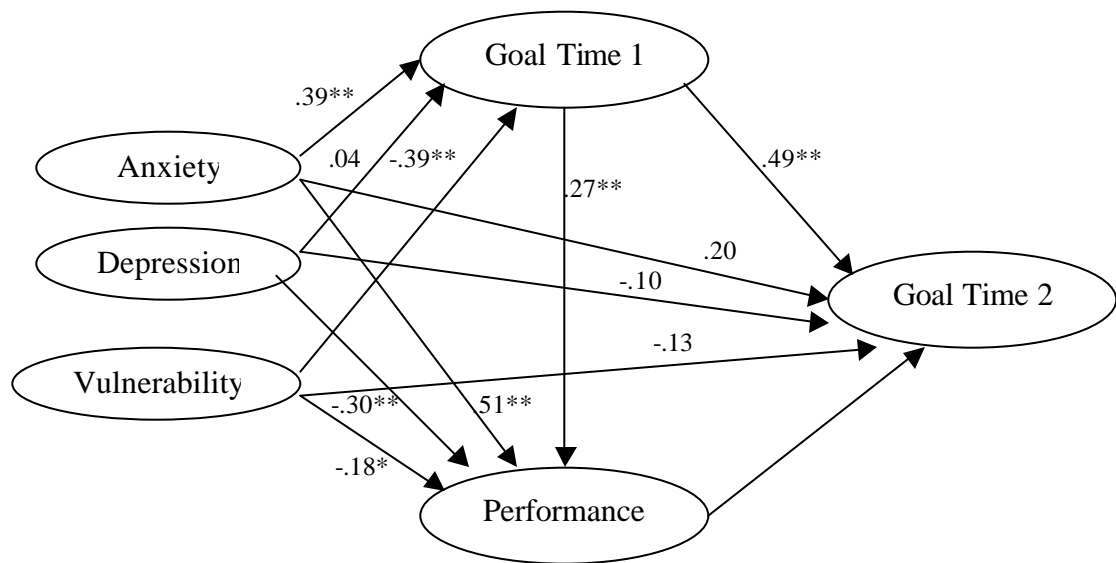 Goal Time 1
.39**
Anxiety
.04
-.39**
.49**
.27**
Depression
.20
-.10
Goal Time 2
-.13
Vulnerability
-.30**
.51**
-.18*
Performance